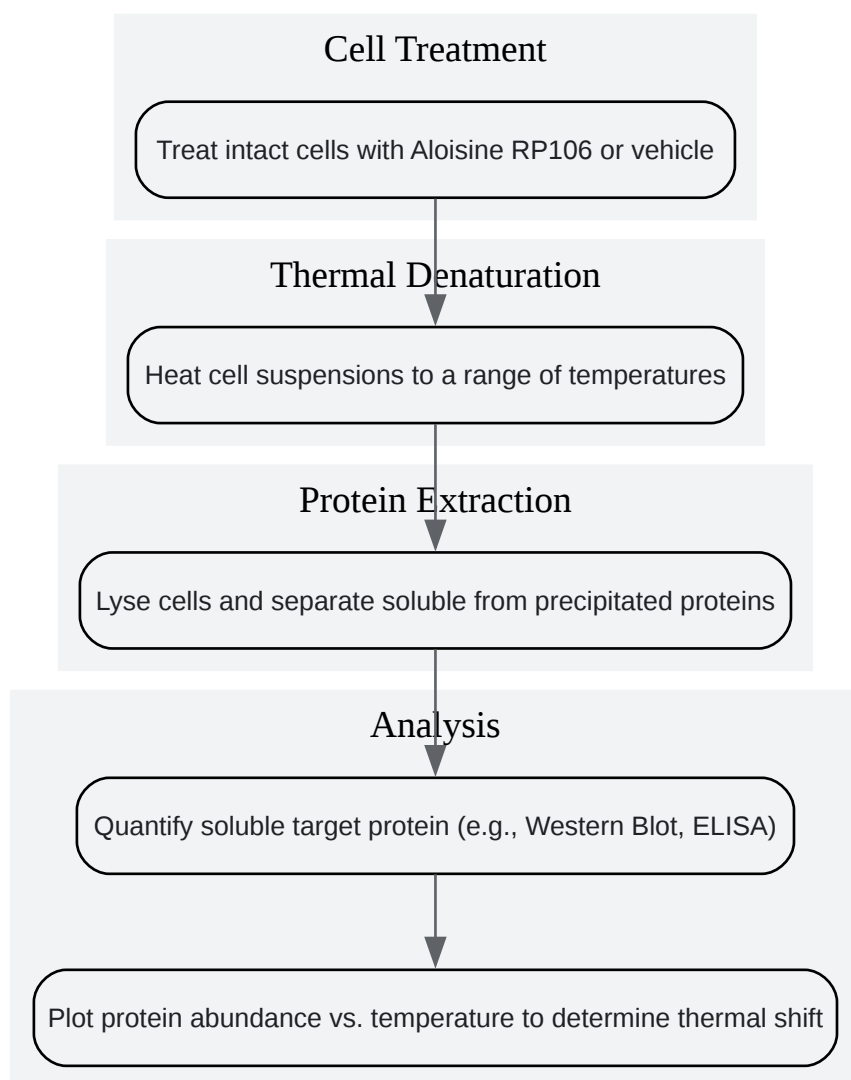 Cell Treatment
Treat intact cells with Aloisine RP106 or vehicle
Thermal Denaturation
Heat cell suspensions to a range of temperatures
Protein Extraction
Lyse cells and separate soluble from precipitated proteins
Analysis
Quantify soluble target protein (e.g., Western Blot, ELISA)
Plot protein abundance vs. temperature to determine thermal shift